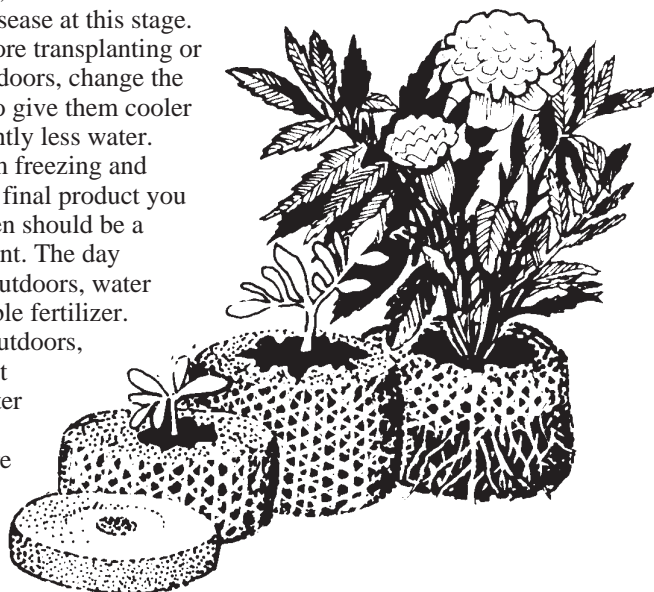 sease at this stage.
ore transplanting or
doors, change the
o give them cooler
ntly less water.
n freezing and
final product you
en should be a
nt. The day
utdoors, water
ble fertilizer.
utdoors,
t
ter
e